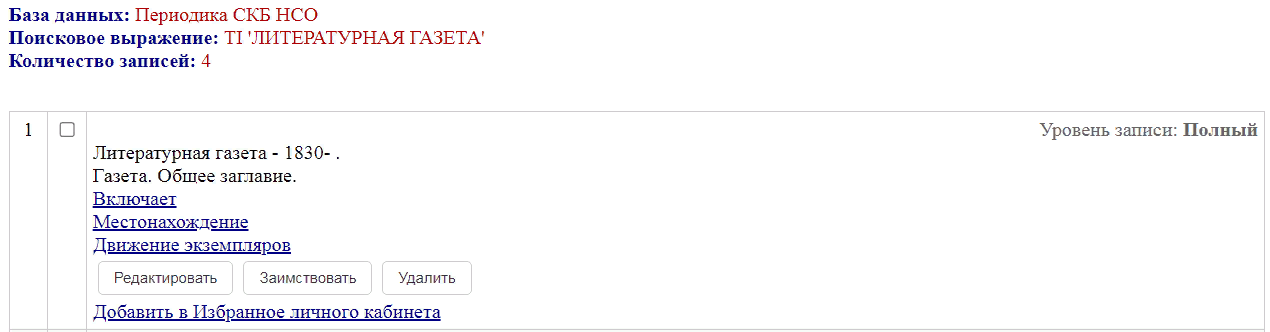 База данных: Периодика СКБ НСО
Поисковое выражение: TI 'ЛИТЕРАТУРНАЯ ГАЗЕТА'
Количество записей: 4
1
Уровень записи: Полный
Литературная газета - 1830- .
Газета. Общее заглавие.
Включает
Местонахождение
Движение экземпляров
Редактировать Заимствовать Удалить
Добавить в Избранное личного кабинета